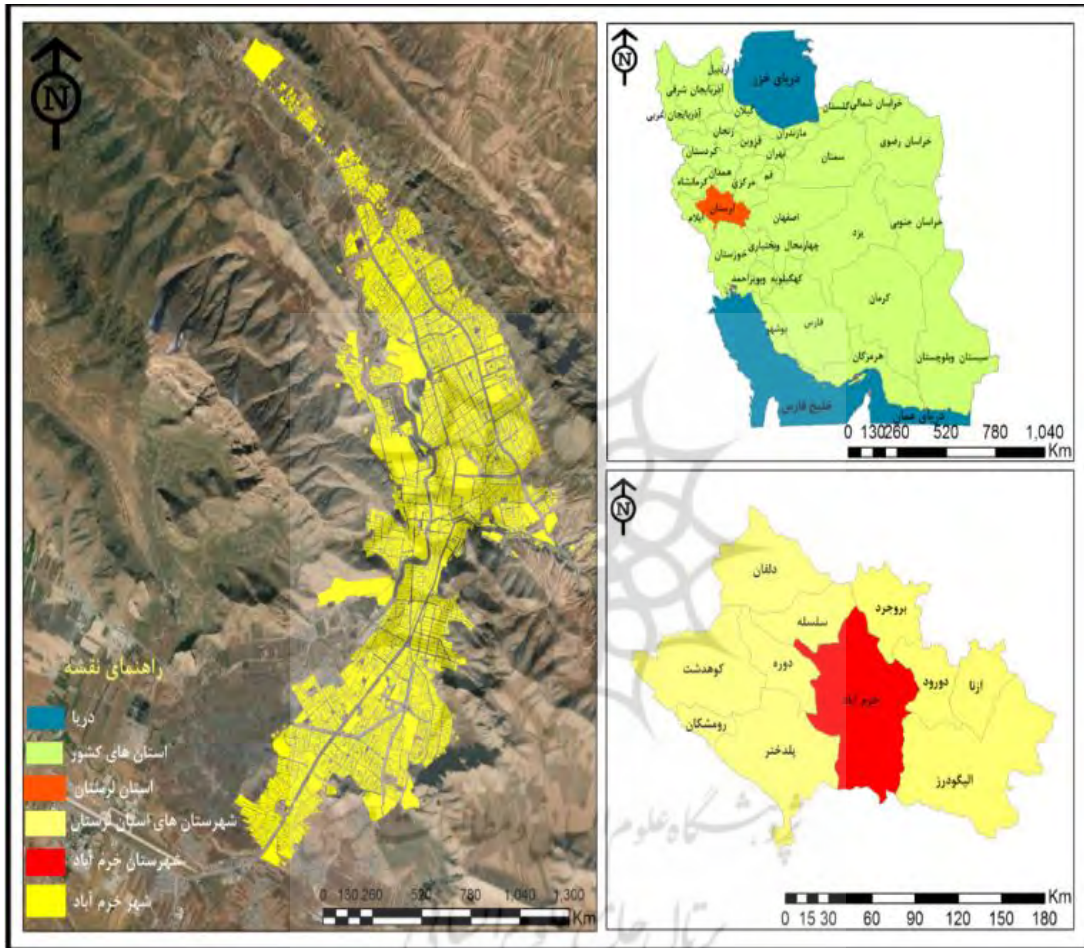 N
راهنمای نقشه
دریا
استان های کشور
استان لرستان
شهرستان های استان لرستان
شهرستان خرم آباد
شهر خرم آباد
0 130 260 520 780 1,040 1,300
Km
N
دریای خزر
اردبیل
آذربایجان شرقی
آذربایجان غربی
گیلان
گلستان
خراسان شمالی
زنجان
مازندران
خراسان رضوی
کردستان
قزوین
تهران
سمنان
همدان
قم
کرمانشاه
مرکزی
لرستان
ایلام
اصفهان
خراسان جنوبی
یزد
خوزستان
چهارمحال وبختیاری
کهگیلویه وبویراحمد
کرمان
فارس
بوشهر
هرمزگان
سیستان وبلوچستان
خلیج فارس
دریای عمان
0 130260 520 780 1,040
Km
N
دلفان
بروجرد
سلسله
کوهدشت
دوره
دورود
ازنا
خرم آباد
رومشکان
پلدختر
الیگودرز
0 15 30 60 90 120 150 180
Km